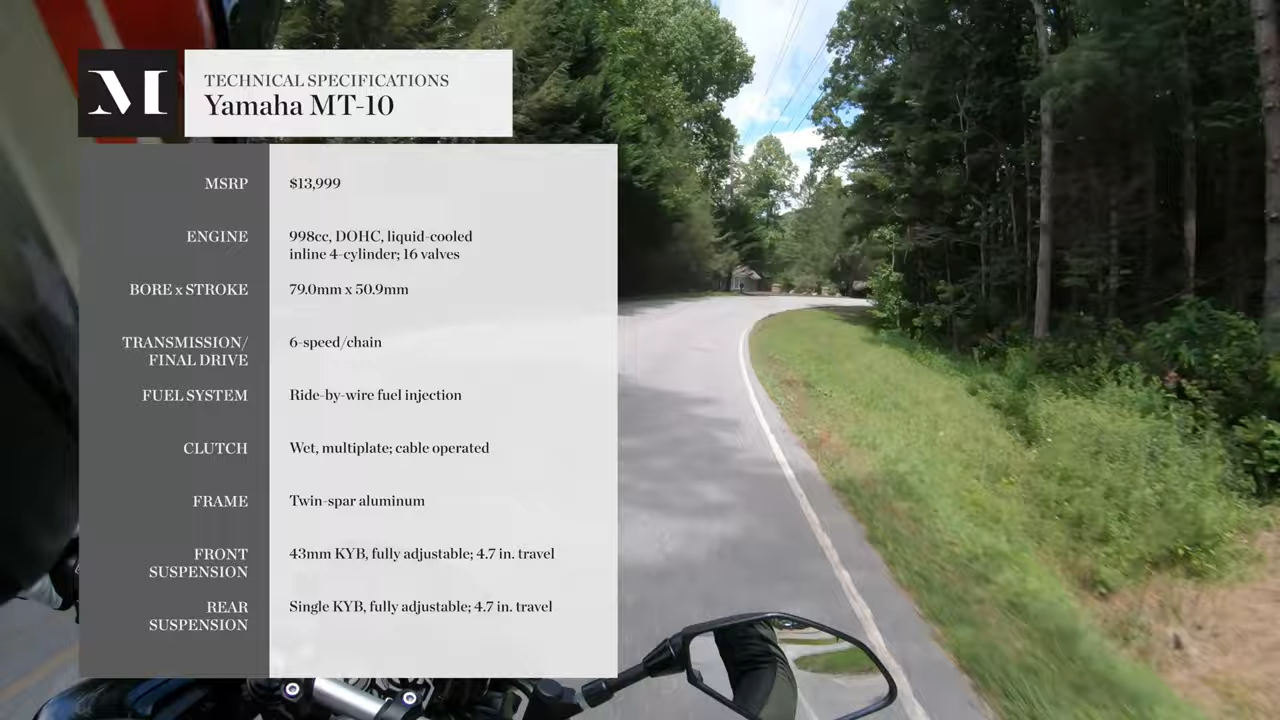 M
TECHNICAL SPECIFICATIONS
Yamaha MT-10
MSRP
$13,999
ENGINE
998cc, DOHC, liquid-cooled
inline 4-cylinder; 16 valves
BORE x STROKE
79.0mm x 50.9mm
TRANSMISSION/
FINAL DRIVE
6-speed/chain
FUEL SYSTEM
Ride-by-wire fuel injection
CLUTCH
Wet, multiplate; cable operated
FRAME
Twin-spar aluminum
FRONT
SUSPENSION
43mm KYB, fully adjustable; 4.7 in. travel
REAR
SUSPENSION
Single KYB, fully adjustable; 4.7 in. travel